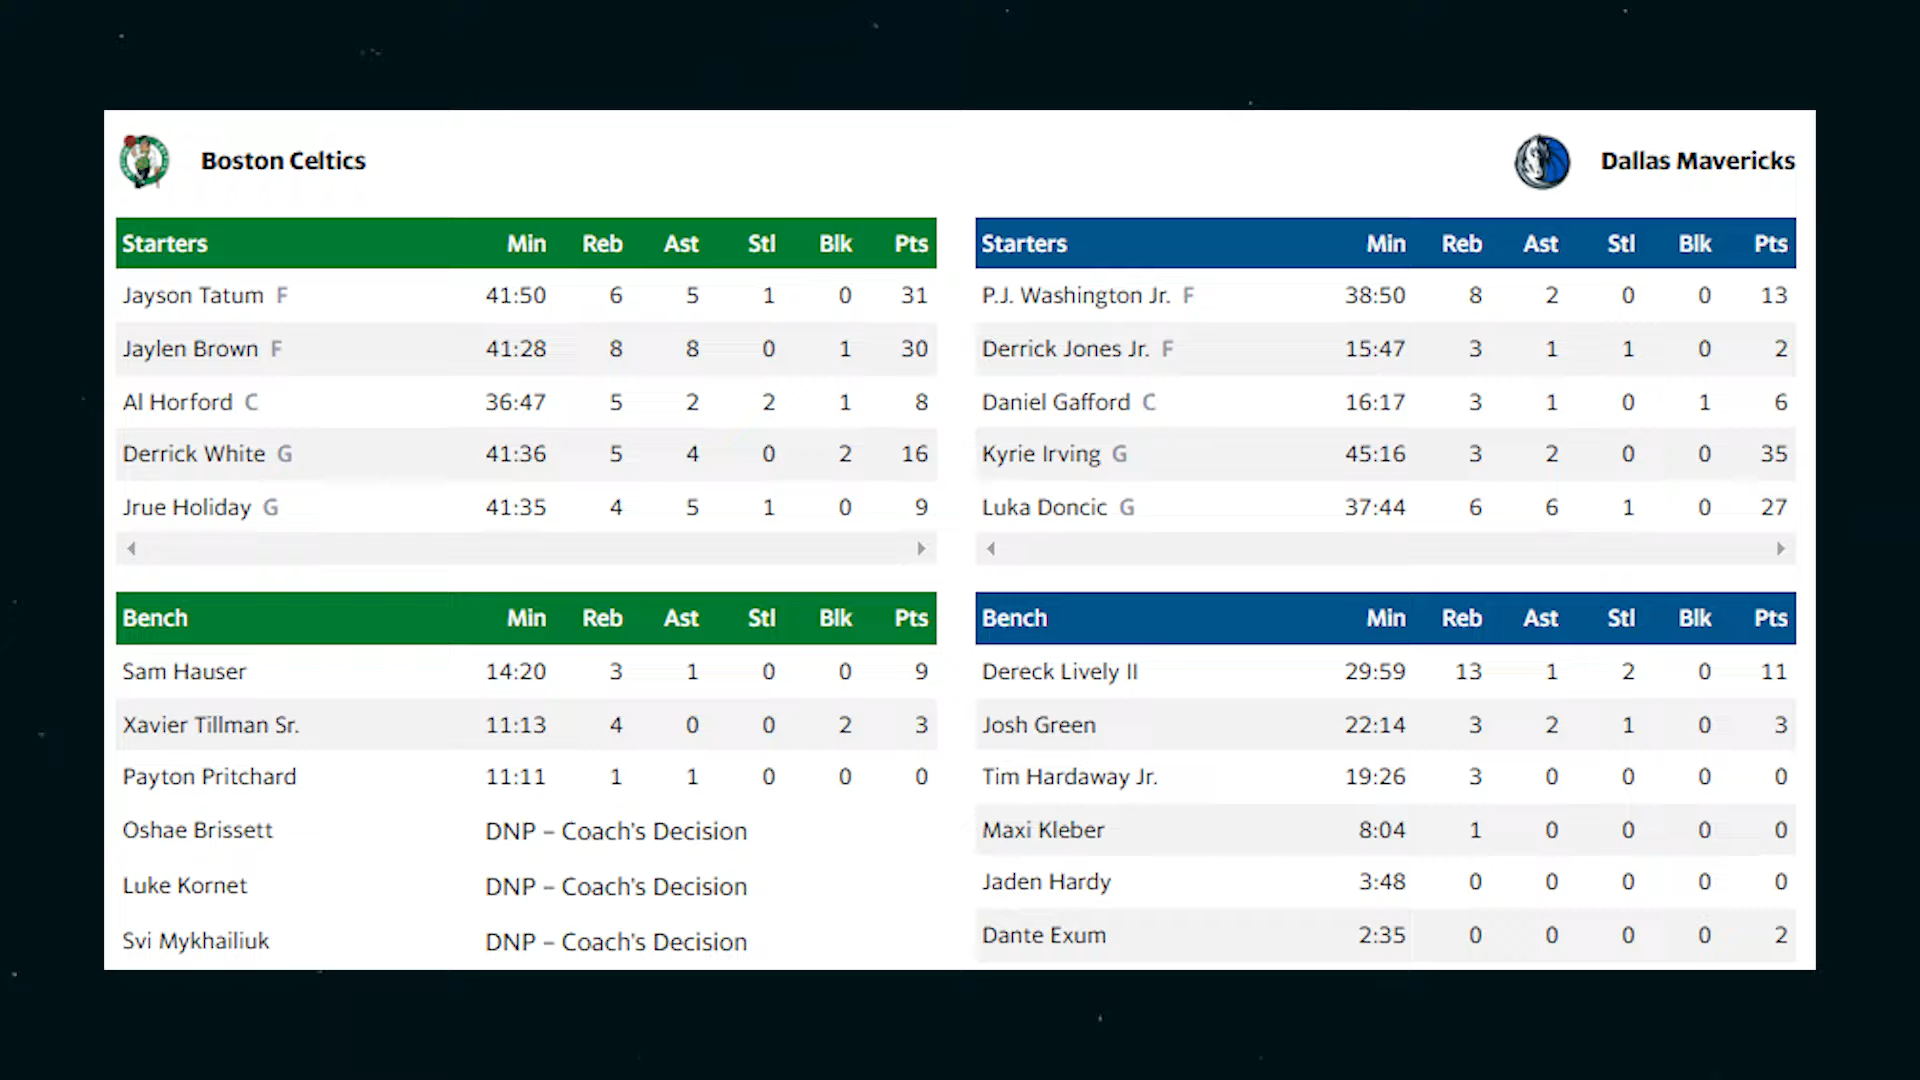 Boston Celtics
Dallas Mavericks
Starters Min Reb Ast Stl Blk Pts
Jayson Tatum F 41:50 6 5 1 0 31
Jaylen Brown F 41:28 8 8 0 1 30
Al Horford C 36:47 5 2 2 1 8
Derrick White G 41:36 5 4 0 2 16
Jrue Holiday G 41:35 4 5 1 0 9
Bench Min Reb Ast Stl Blk Pts
Sam Hauser 14:20 3 1 0 0 9
Xavier Tillman Sr. 11:13 4 0 0 2 3
Payton Pritchard 11:11 1 1 0 0 0
Oshae Brissett DNP – Coach's Decision
Luke Kornet DNP – Coach's Decision
Svi Mykhailiuk DNP – Coach's Decision
Starters Min Reb Ast Stl Blk Pts
P.J. Washington Jr. F 38:50 8 2 0 0 13
Derrick Jones Jr. F 15:47 3 1 1 0 2
Daniel Gafford C 16:17 3 1 0 1 6
Kyrie Irving G 45:16 3 2 0 0 35
Luka Doncic G 37:44 6 6 1 0 27
Bench Min Reb Ast Stl Blk Pts
Dereck Lively II 29:59 13 1 2 0 11
Josh Green 22:14 3 2 1 0 3
Tim Hardaway Jr. 19:26 3 0 0 0 0
Maxi Kleber 8:04 1 0 0 0 0
Jaden Hardy 3:48 0 0 0 0 0
Dante Exum 2:35 0 0 0 0 2